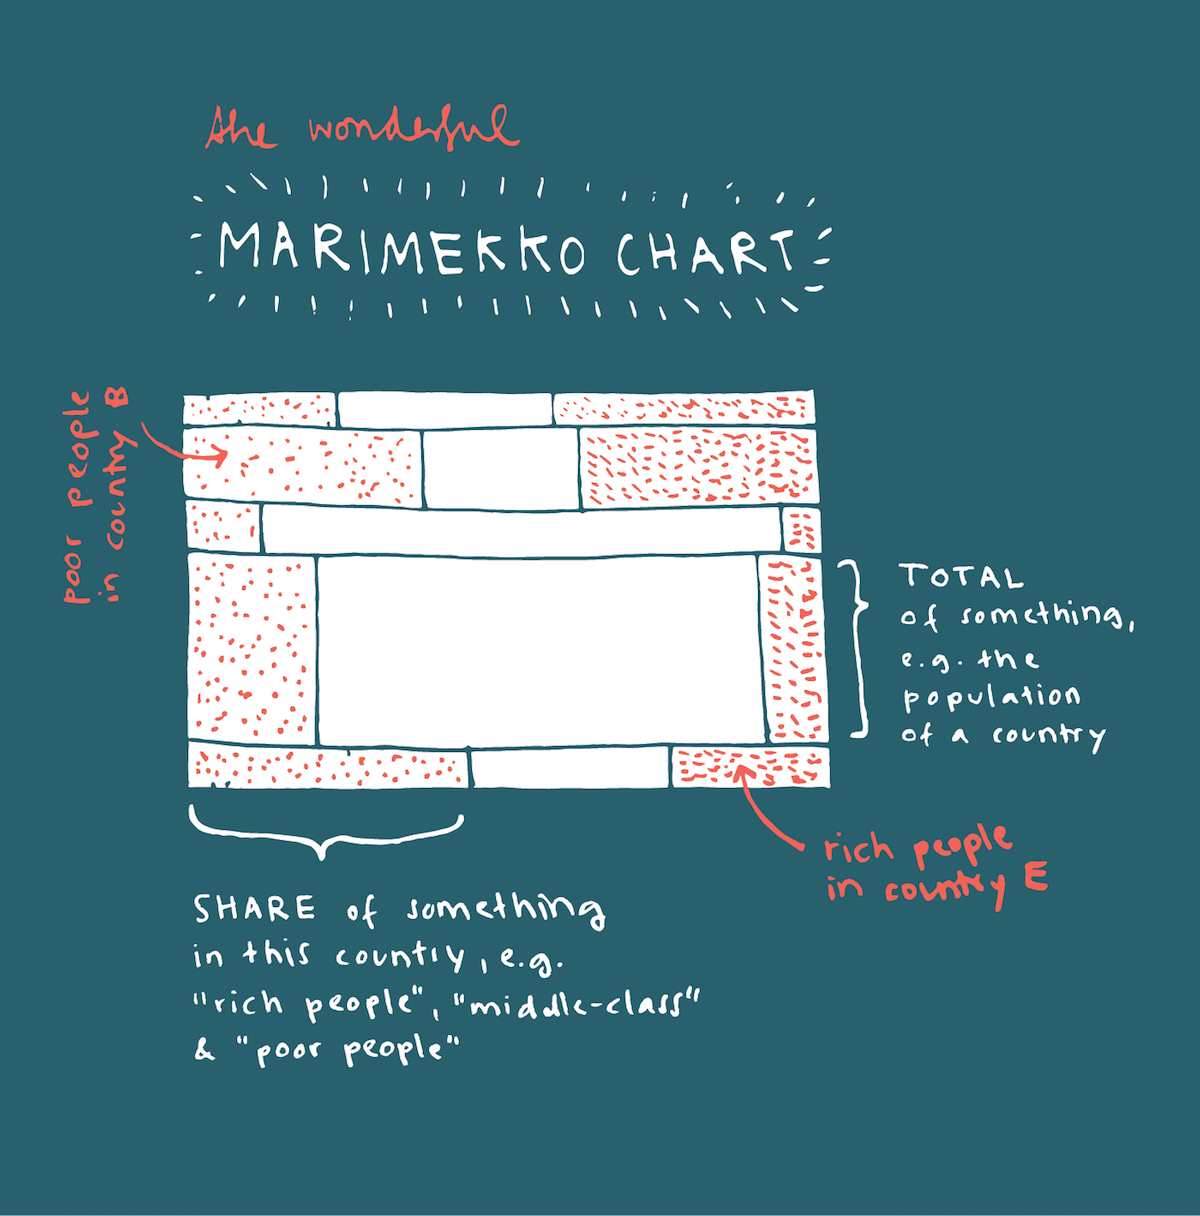 the wonderful
MARIMEKKO CHART
poor people
in country B
TOTAL
of something,
e.g. the
population
of a country
rich people
in country E
SHARE of something
in this country, e.g.
"rich people", "middle-class"
& "poor people"